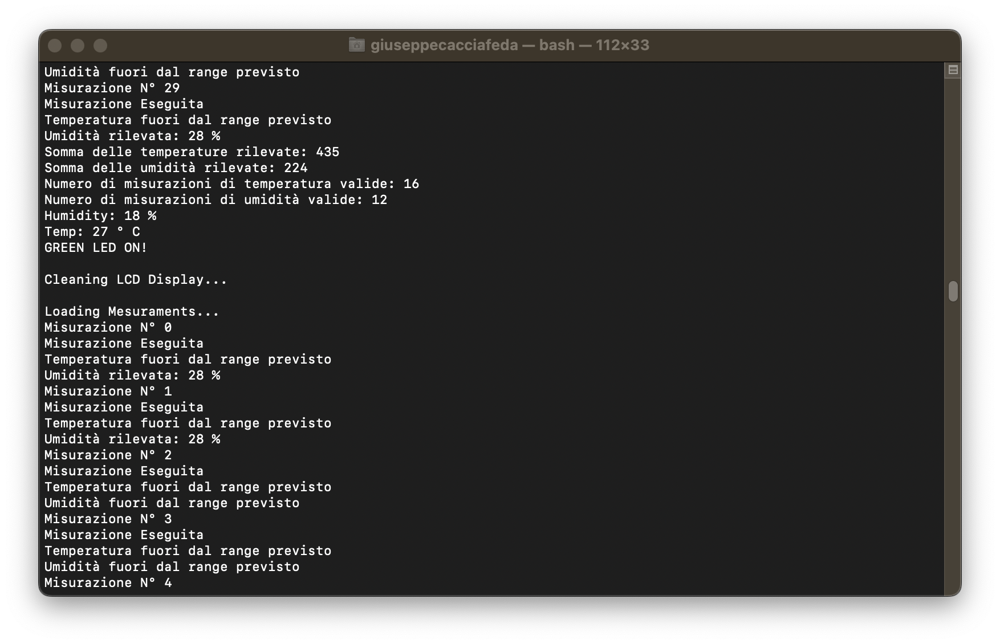 giuseppecacciafeda — bash — 112×33
Umidità fuori dal range previsto
Misurazione N° 29
Misurazione Eseguita
Temperatura fuori dal range previsto
Umidità rilevata: 28 %
Somma delle temperature rilevate: 435
Somma delle umidità rilevate: 224
Numero di misurazioni di temperatura valide: 16
Numero di misurazioni di umidità valide: 12
Humidity: 18 %
Temp: 27 ° C
GREEN LED ON!
Cleaning LCD Display...
Loading Mesuraments...
Misurazione N° 0
Misurazione Eseguita
Temperatura fuori dal range previsto
Umidità rilevata: 28 %
Misurazione N° 1
Misurazione Eseguita
Temperatura fuori dal range previsto
Umidità rilevata: 28 %
Misurazione N° 2
Misurazione Eseguita
Temperatura fuori dal range previsto
Umidità fuori dal range previsto
Misurazione N° 3
Misurazione Eseguita
Temperatura fuori dal range previsto
Umidità fuori dal range previsto
Misurazione N° 4